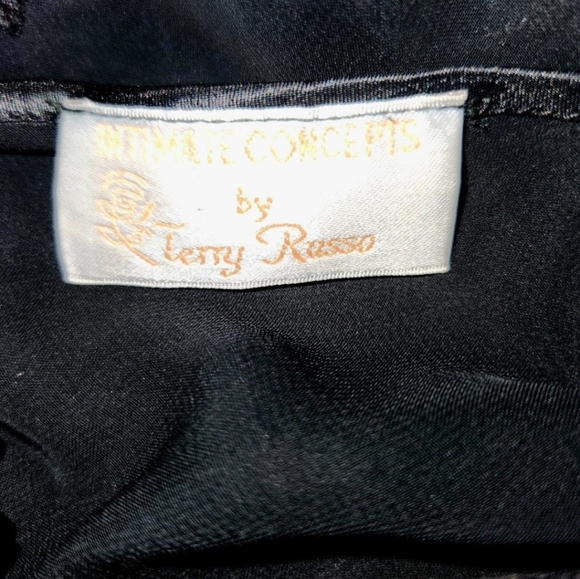 INTIMATE CONCEPTS
by
Terry Russo